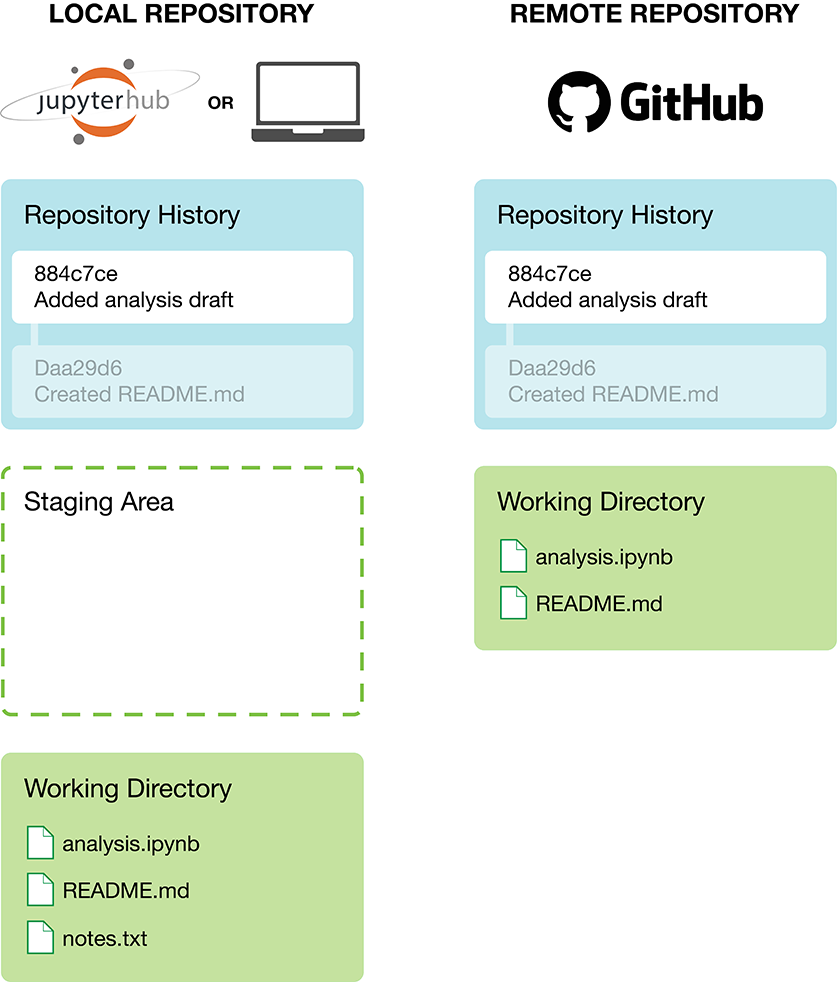 LOCAL REPOSITORY
jupyterhub
OR
Repository History
884c7ce
Added analysis draft
Daa29d6
Created README.md
Staging Area
Working Directory
analysis.ipynb
README.md
notes.txt
REMOTE REPOSITORY
GitHub
Repository History
884c7ce
Added analysis draft
Daa29d6
Created README.md
Working Directory
analysis.ipynb
README.md